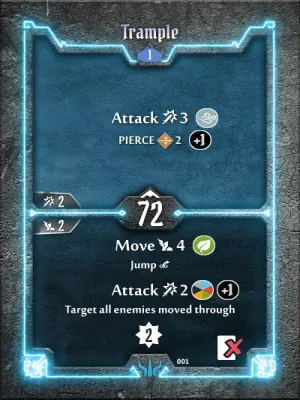 Trample
1
Attack 3
PIERCE 2 +1
2
72
2
Move 4
Jump
Attack 2 +1
Target all enemies moved through
2
001